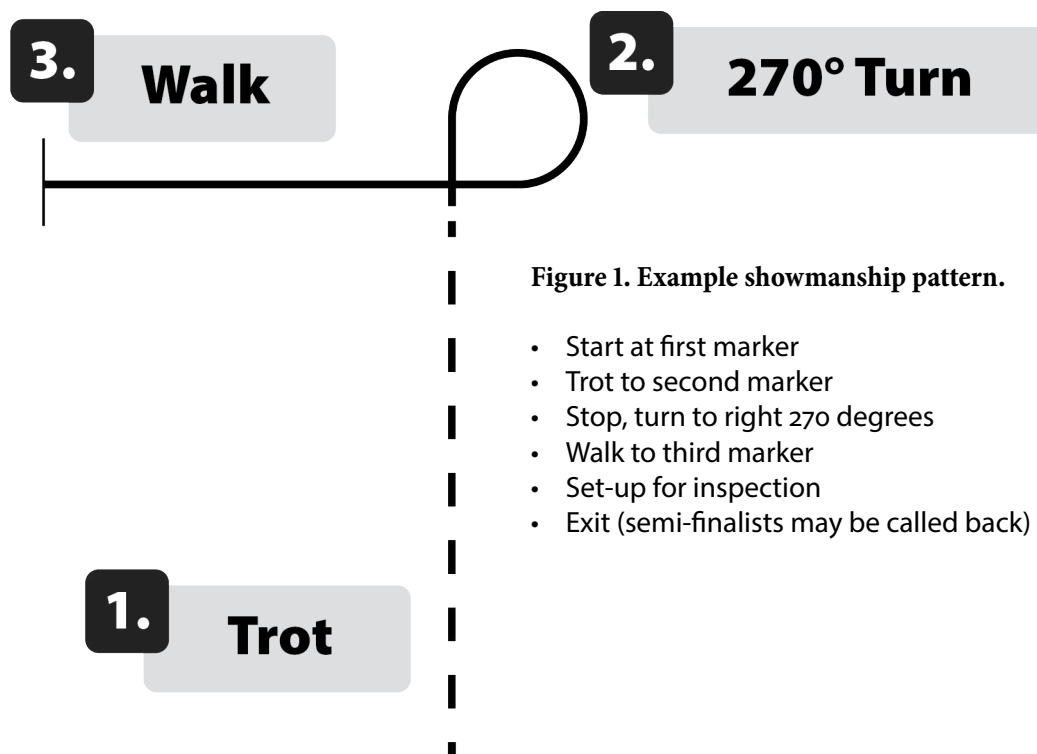 3.
Walk
2.
270° Turn
Figure 1. Example showmanship pattern.
• Start at first marker
• Trot to second marker
• Stop, turn to right 270 degrees
• Walk to third marker
• Set-up for inspection
• Exit (semi-finalists may be called back)
1.
Trot